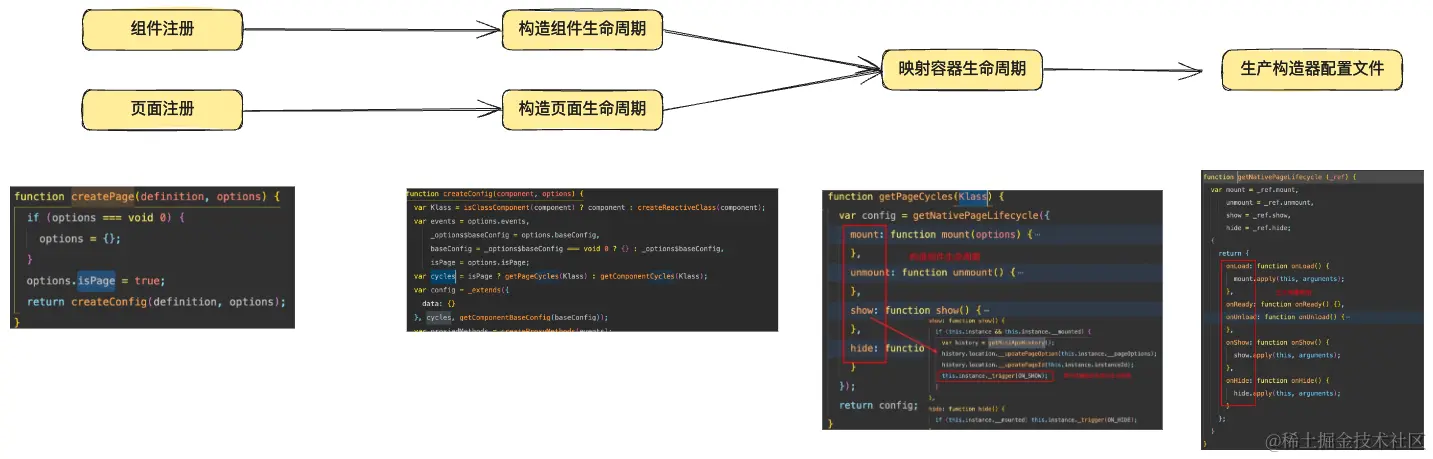 组件注册
构造组件生命周期
映射容器生命周期
生产构造器配置文件
页面注册
构造页面生命周期
function createPage(definition, options) {
if (options === void 0) {
options = {};
}
options.isPage = true;
return createConfig(definition, options);
}
function createConfig(component, options) {
var Klass = isClassComponent(component) ? component : createReactiveClass(component);
var events = options.events,
_options$baseConfig = options.baseConfig,
baseConfig = _options$baseConfig === void 0 ? {} : _options$baseConfig,
isPage = options.isPage;
var cycles = isPage ? getPageCycles(Klass) : getComponentCycles(Klass);
var config = _extends({
data: {}
}, cycles, getComponentBaseConfig(baseConfig));
function getPageCycles(Klass) {
var config = getNativePageLifecycle({
mount: function mount(options) {…
},
unmount: function unmount() {…
},
show: function show() {…
},
hide: functio
}
});
return config;
}
show: function show() {
if (this.instance && this.instance.__mounted) {
var history = getMiniAppHistory();
history.location.__updatePageOption(this.instance.__pageOptions);
history.location.__updatePageId(this.instance.instanceId);
this.instance._trigger(ON_SHOW);
}
},
hide: function hide() {
if (this.instance.__mounted) this.instance._trigger(ON_HIDE);
function getNativePageLifecycle (_ref) {
var mount = _ref.mount,
unmount = _ref.unmount,
show = _ref.show,
hide = _ref.hide;
{
return {
onLoad: function onLoad() {
mount.apply(this, arguments);
},
onReady: function onReady() {},
onUnload: function onUnload() {…
},
onShow: function onShow() {
show.apply(this, arguments);
},
onHide: function onHide() {
hide.apply(this, arguments);
}
};
}
}
@稀土掘金技术社区